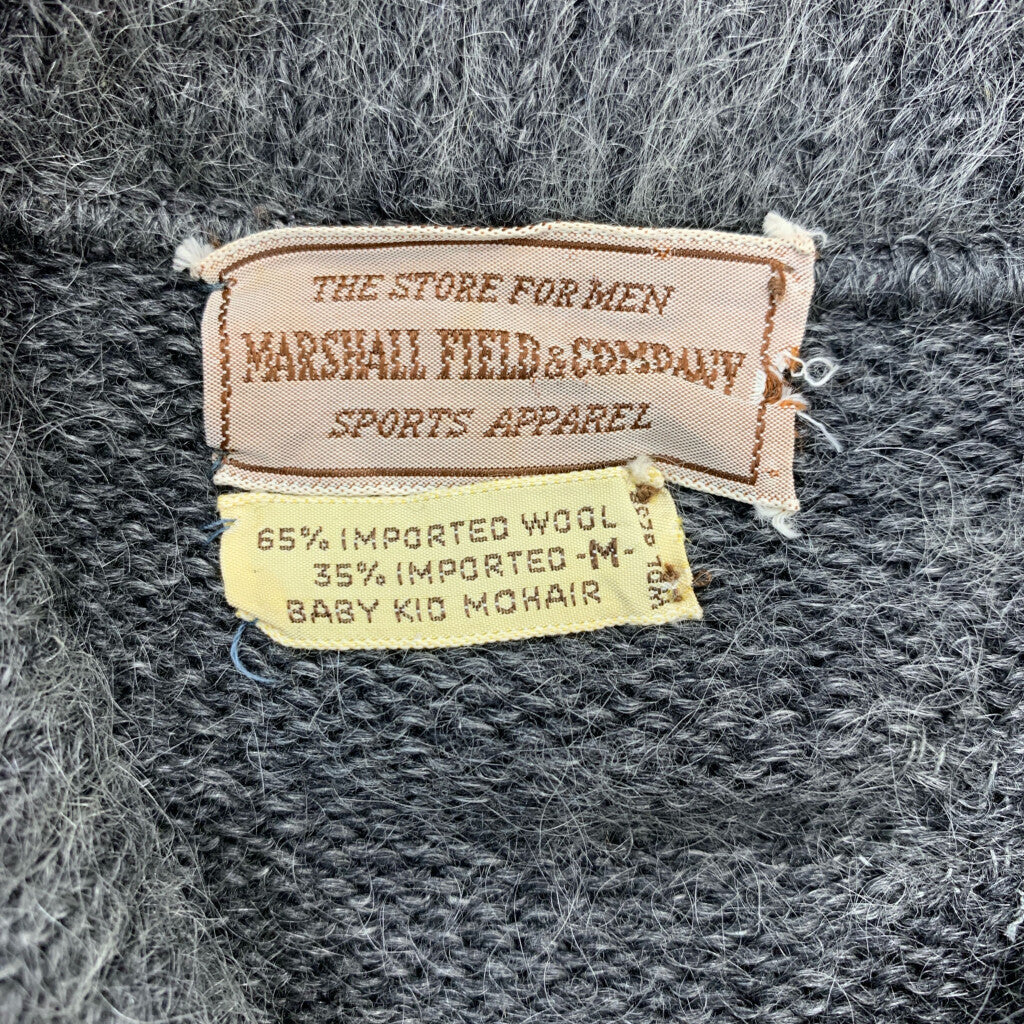 THE STORE FOR MEN
MARSHALL FIELD & COMPANY
SPORTS APPAREL
65% IMPORTED WOOL
35% IMPORTED -M-
BABY KID MOHAIR